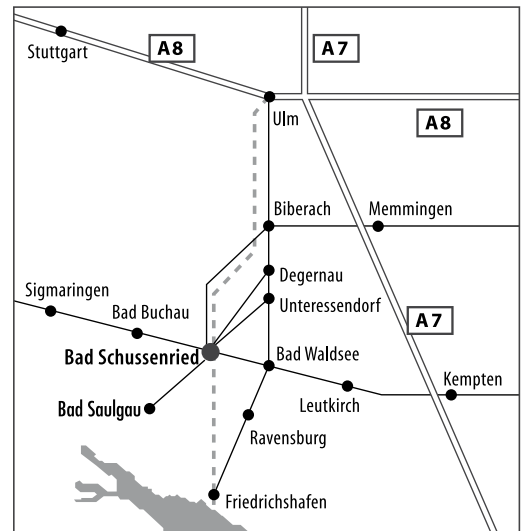 Stuttgart
A8
A7
Ulm
A8
Biberach
Memmingen
Degernau
Sigmaringen
Unteressendorf
Bad Buchau
A7
Bad Schussenried
Bad Waldsee
Kempten
Leutkirch
Bad Saulgau
Ravensburg
Friedrichshafen